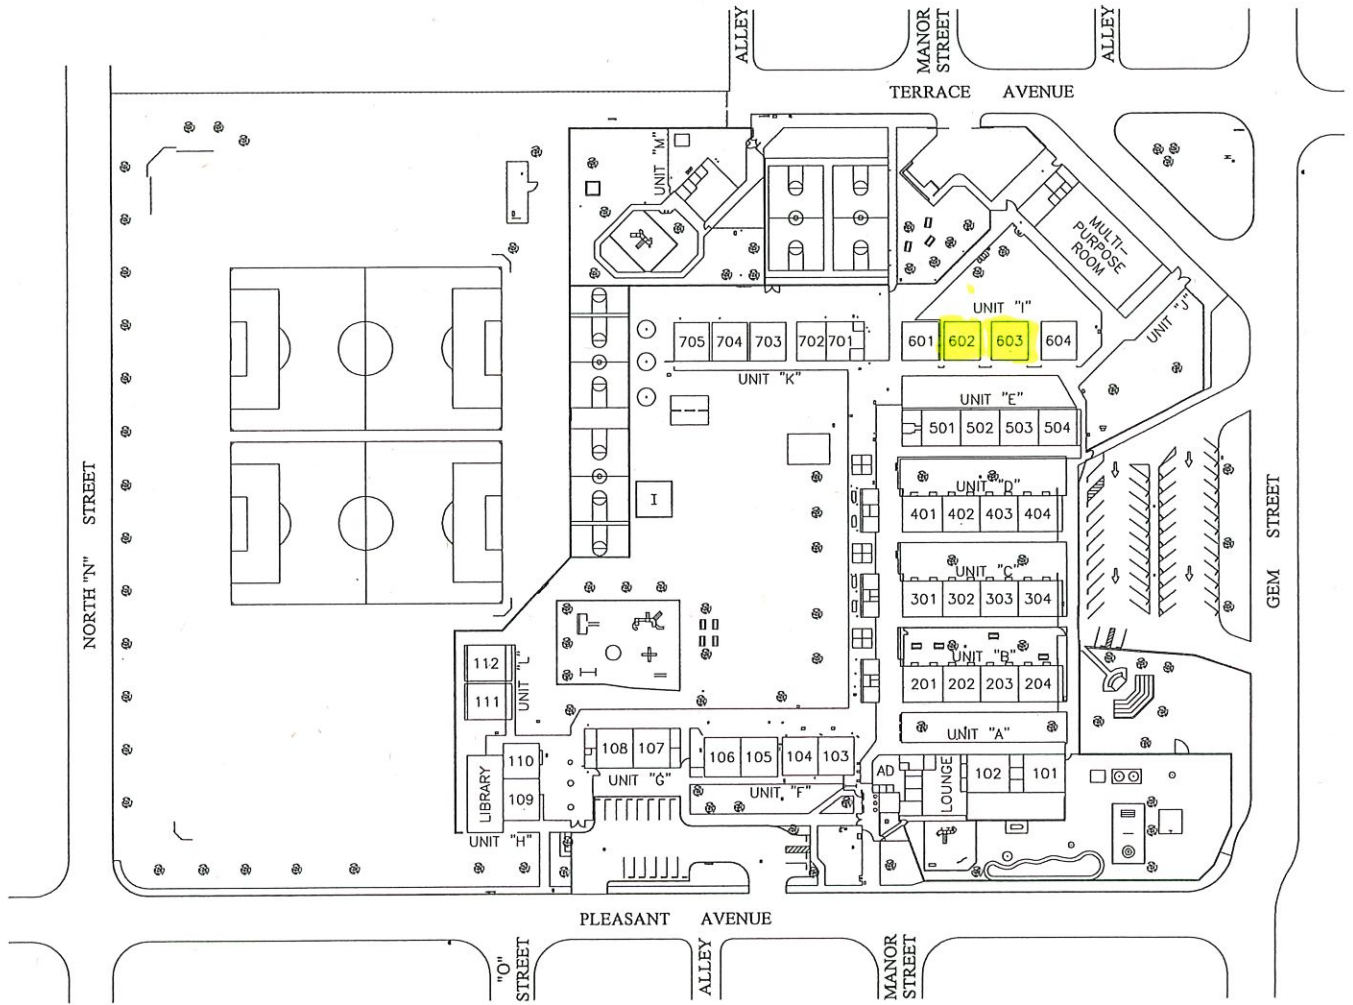 ALLEY
MANOR
STREET
ALLEY
TERRACE AVENUE
UNIT "M"
MULTI-
PURPOSE
ROOM
UNIT "I"
UNIT "J"
705 704 703 702 701
601 602 603 604
UNIT "K"
UNIT "E"
501 502 503 504
UNIT "D"
401 402 403 404
I
NORTH "N" STREET
GEM STREET
UNIT "C"
301 302 303 304
UNIT "B"
201 202 203 204
112
111
UNIT "L"
UNIT "A"
108 107
106 105 104 103
110
109
LIBRARY
UNIT "G"
UNIT "F"
AD
LOUNGE
102 101
UNIT "H"
PLEASANT AVENUE
"O"
STREET
ALLEY
MANOR
STREET